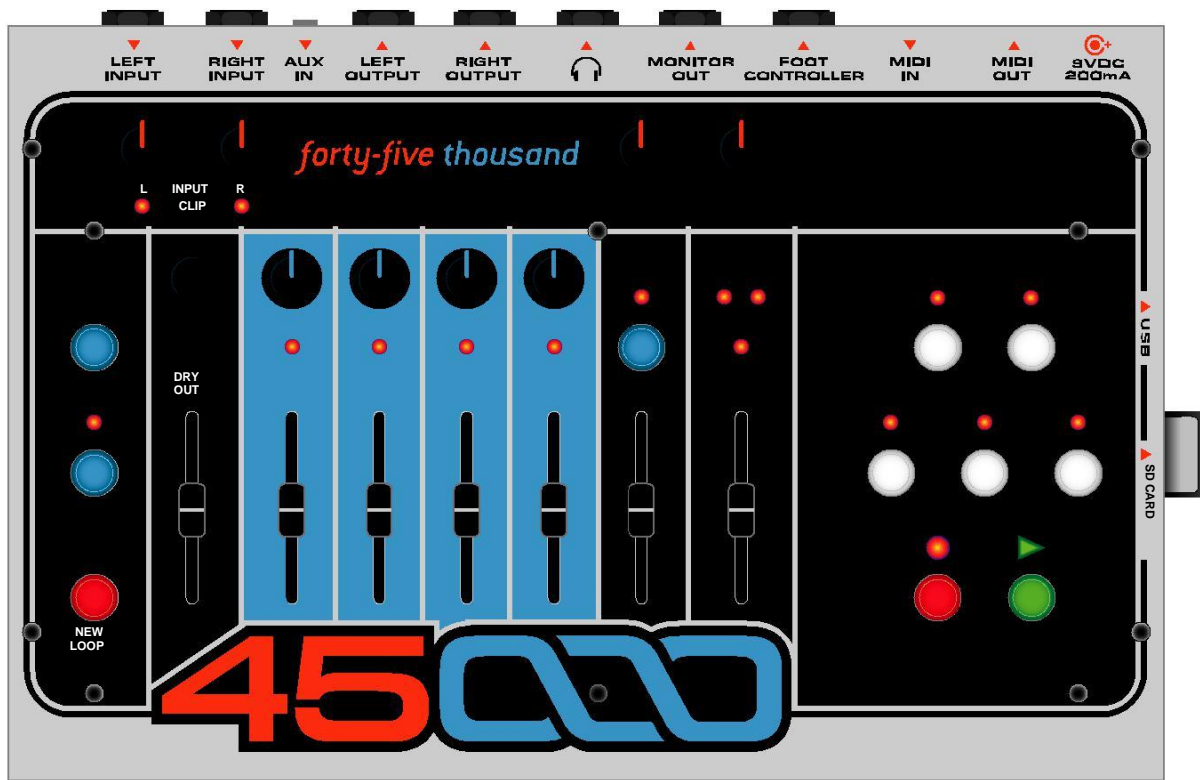 LEFT INPUT
RIGHT INPUT
AUX IN
LEFT OUTPUT
RIGHT OUTPUT
MONITOR OUT
FOOT CONTROLLER
MIDI IN
MIDI OUT
9VDC 200mA
forty-five thousand
L
INPUT CLIP
R
DRY OUT
USB
SD CARD
NEW LOOP
45000